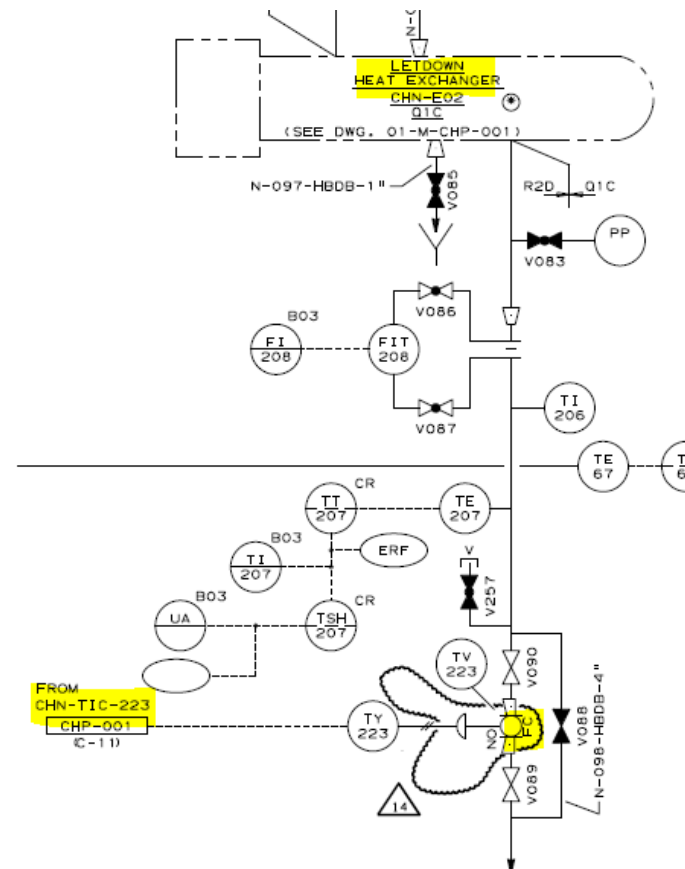 N-C
LETDOWN
HEAT EXCHANGER
CHN-E02
Q1C
(SEE DWG. 01-M-CHP-001)
N-097-HBDB-1"
V085
R2D Q1C
PP
V083
V086
B03
FI
208
FIT
208
V087
TI
206
TE
67
T
6
CR
TT
207
TE
207
B03
TI
207
ERF
V
V257
B03
UA
CR
TSH
207
TV
223
V090
FROM
CHN-TIC-223
CHP-001
(C-11)
TY
223
NO
FC
V088
N-098-HBDB-4"
V089
14